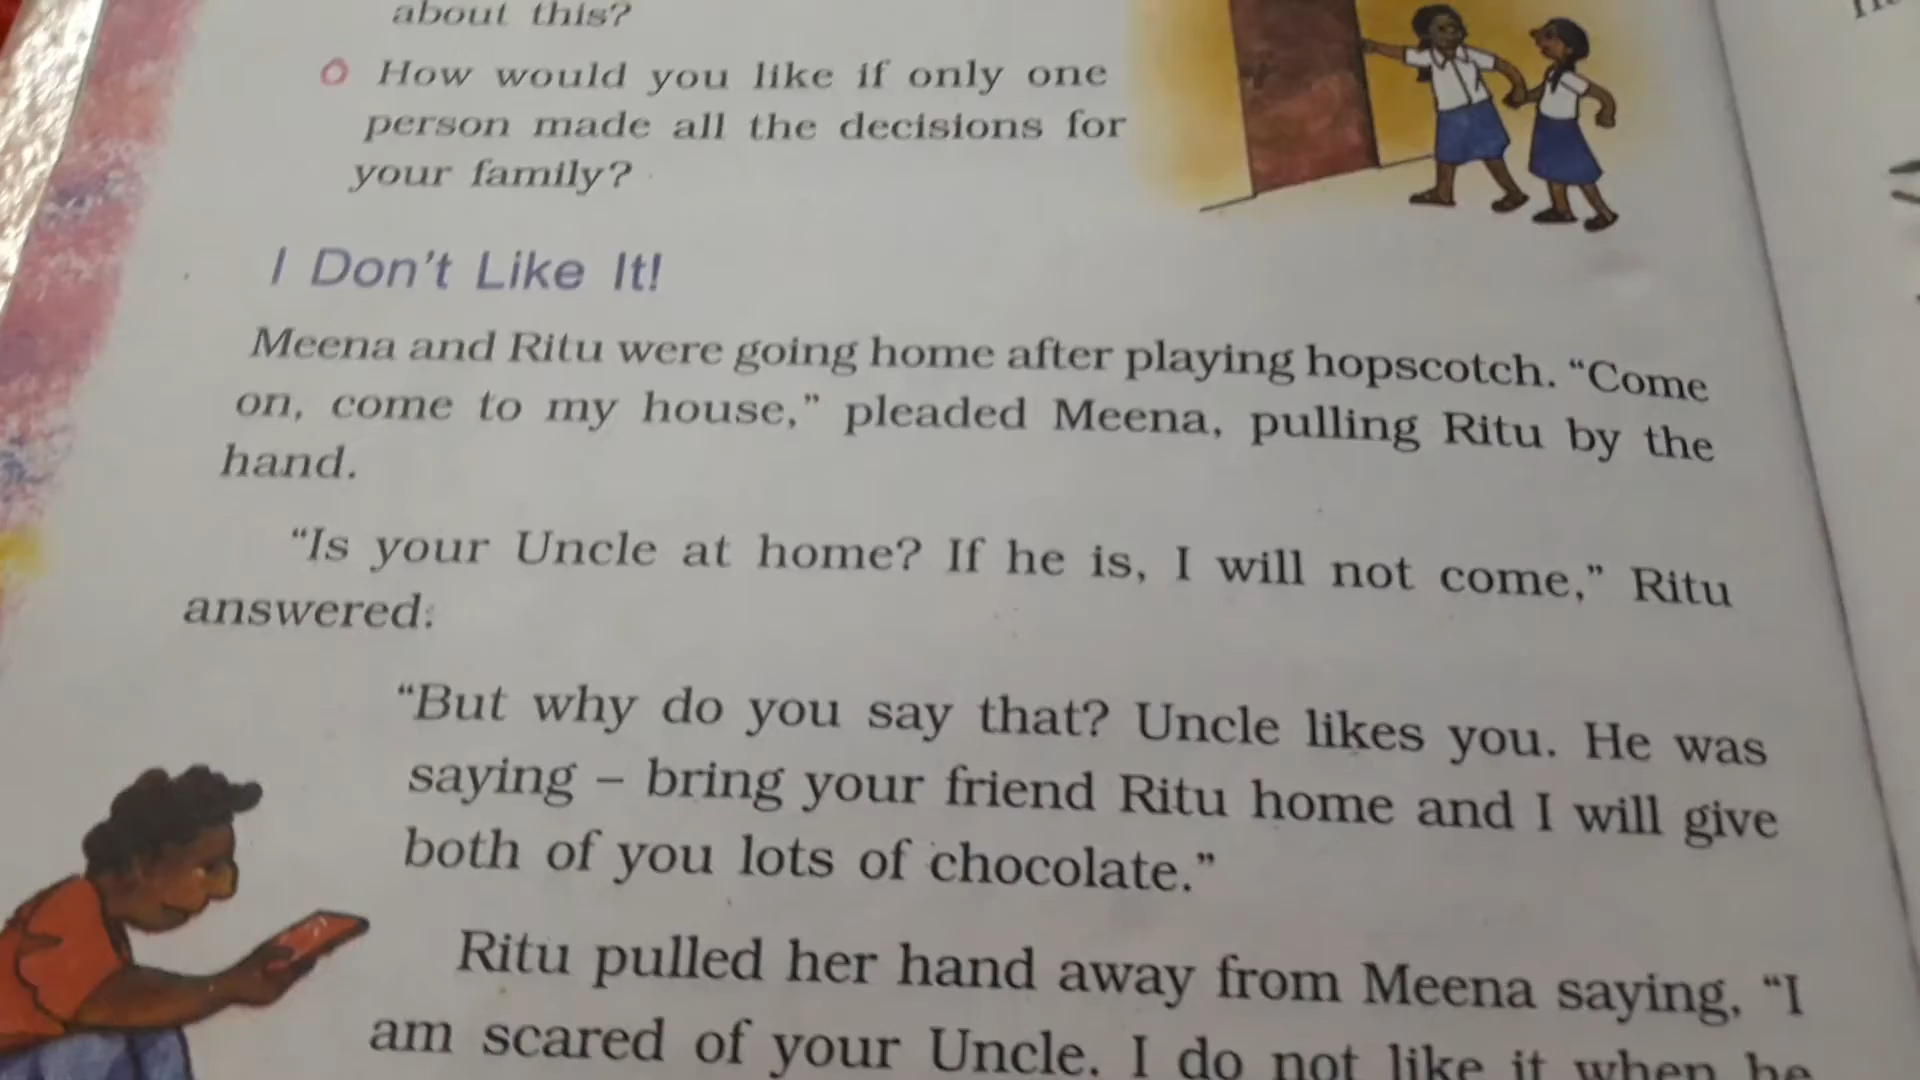 about this?
How would you like if only one
person made all the decisions for
your family?
I Don't Like It!
Meena and Ritu were going home after playing hopscotch. “Come
on, come to my house,” pleaded Meena, pulling Ritu by the
hand.
“Is your Uncle at home? If he is, I will not come,” Ritu
answered.
“But why do you say that? Uncle likes you. He was
saying – bring your friend Ritu home and I will give
both of you lots of chocolate.”
Ritu pulled her hand away from Meena saying, “I
am scared of your Uncle. I do not like it when he